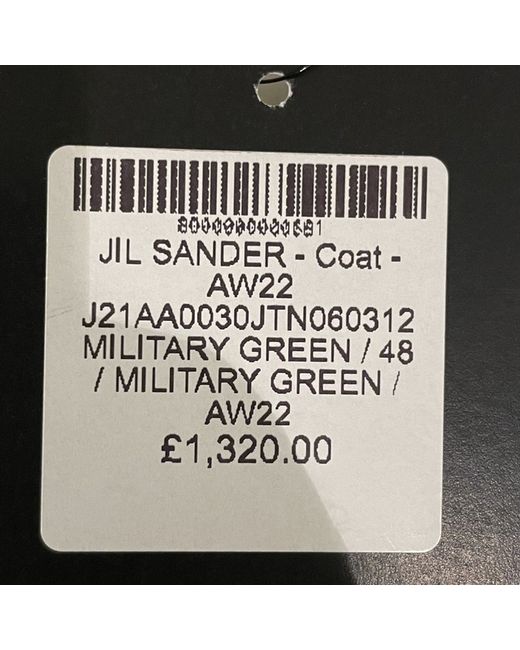 JIL SANDER - Coat -
AW22
J21AA0030JTN060312
MILITARY GREEN / 48
/ MILITARY GREEN /
AW22
£1,320.00